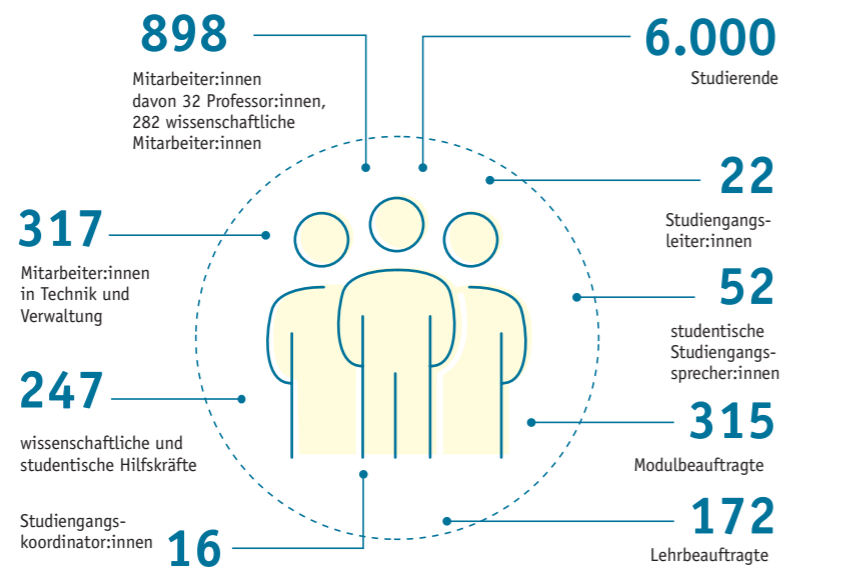 898
Mitarbeiter:innen
davon 32 Professor:innen,
282 wissenschaftliche
Mitarbeiter:innen
6.000
Studierende
22
Studiengangs-
leiter:innen
317
Mitarbeiter:innen
in Technik und
Verwaltung
52
studentische
Studiengangs-
sprecher:innen
247
wissenschaftliche und
studentische Hilfskräfte
315
Modulbeauftragte
Studiengangs-
koordinator:innen
16
172
Lehrbeauftragte